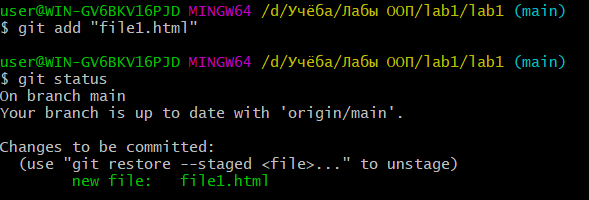 user@WIN-GV6BKV16PJD MINGW64 /d/Учёба/Лабы ООП/lab1/lab1 (main)
$ git add "file1.html"
user@WIN-GV6BKV16PJD MINGW64 /d/Учёба/Лабы ООП/lab1/lab1 (main)
$ git status
On branch main
Your branch is up to date with 'origin/main'.
Changes to be committed:
  (use "git restore --staged <file>..." to unstage)
        new file:   file1.html